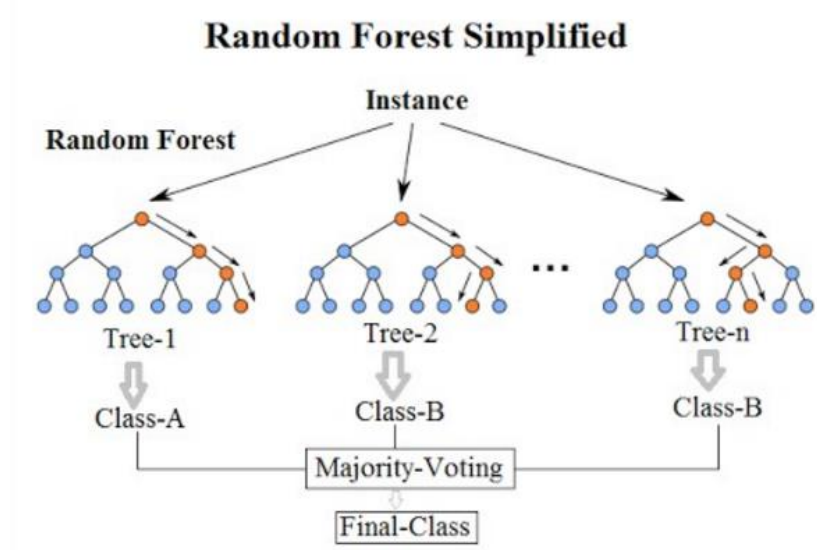 Random Forest Simplified
Instance
Random Forest
...
Tree-1
Tree-2
Tree-n
Class-A
Class-B
Class-B
Majority-Voting
Final-Class